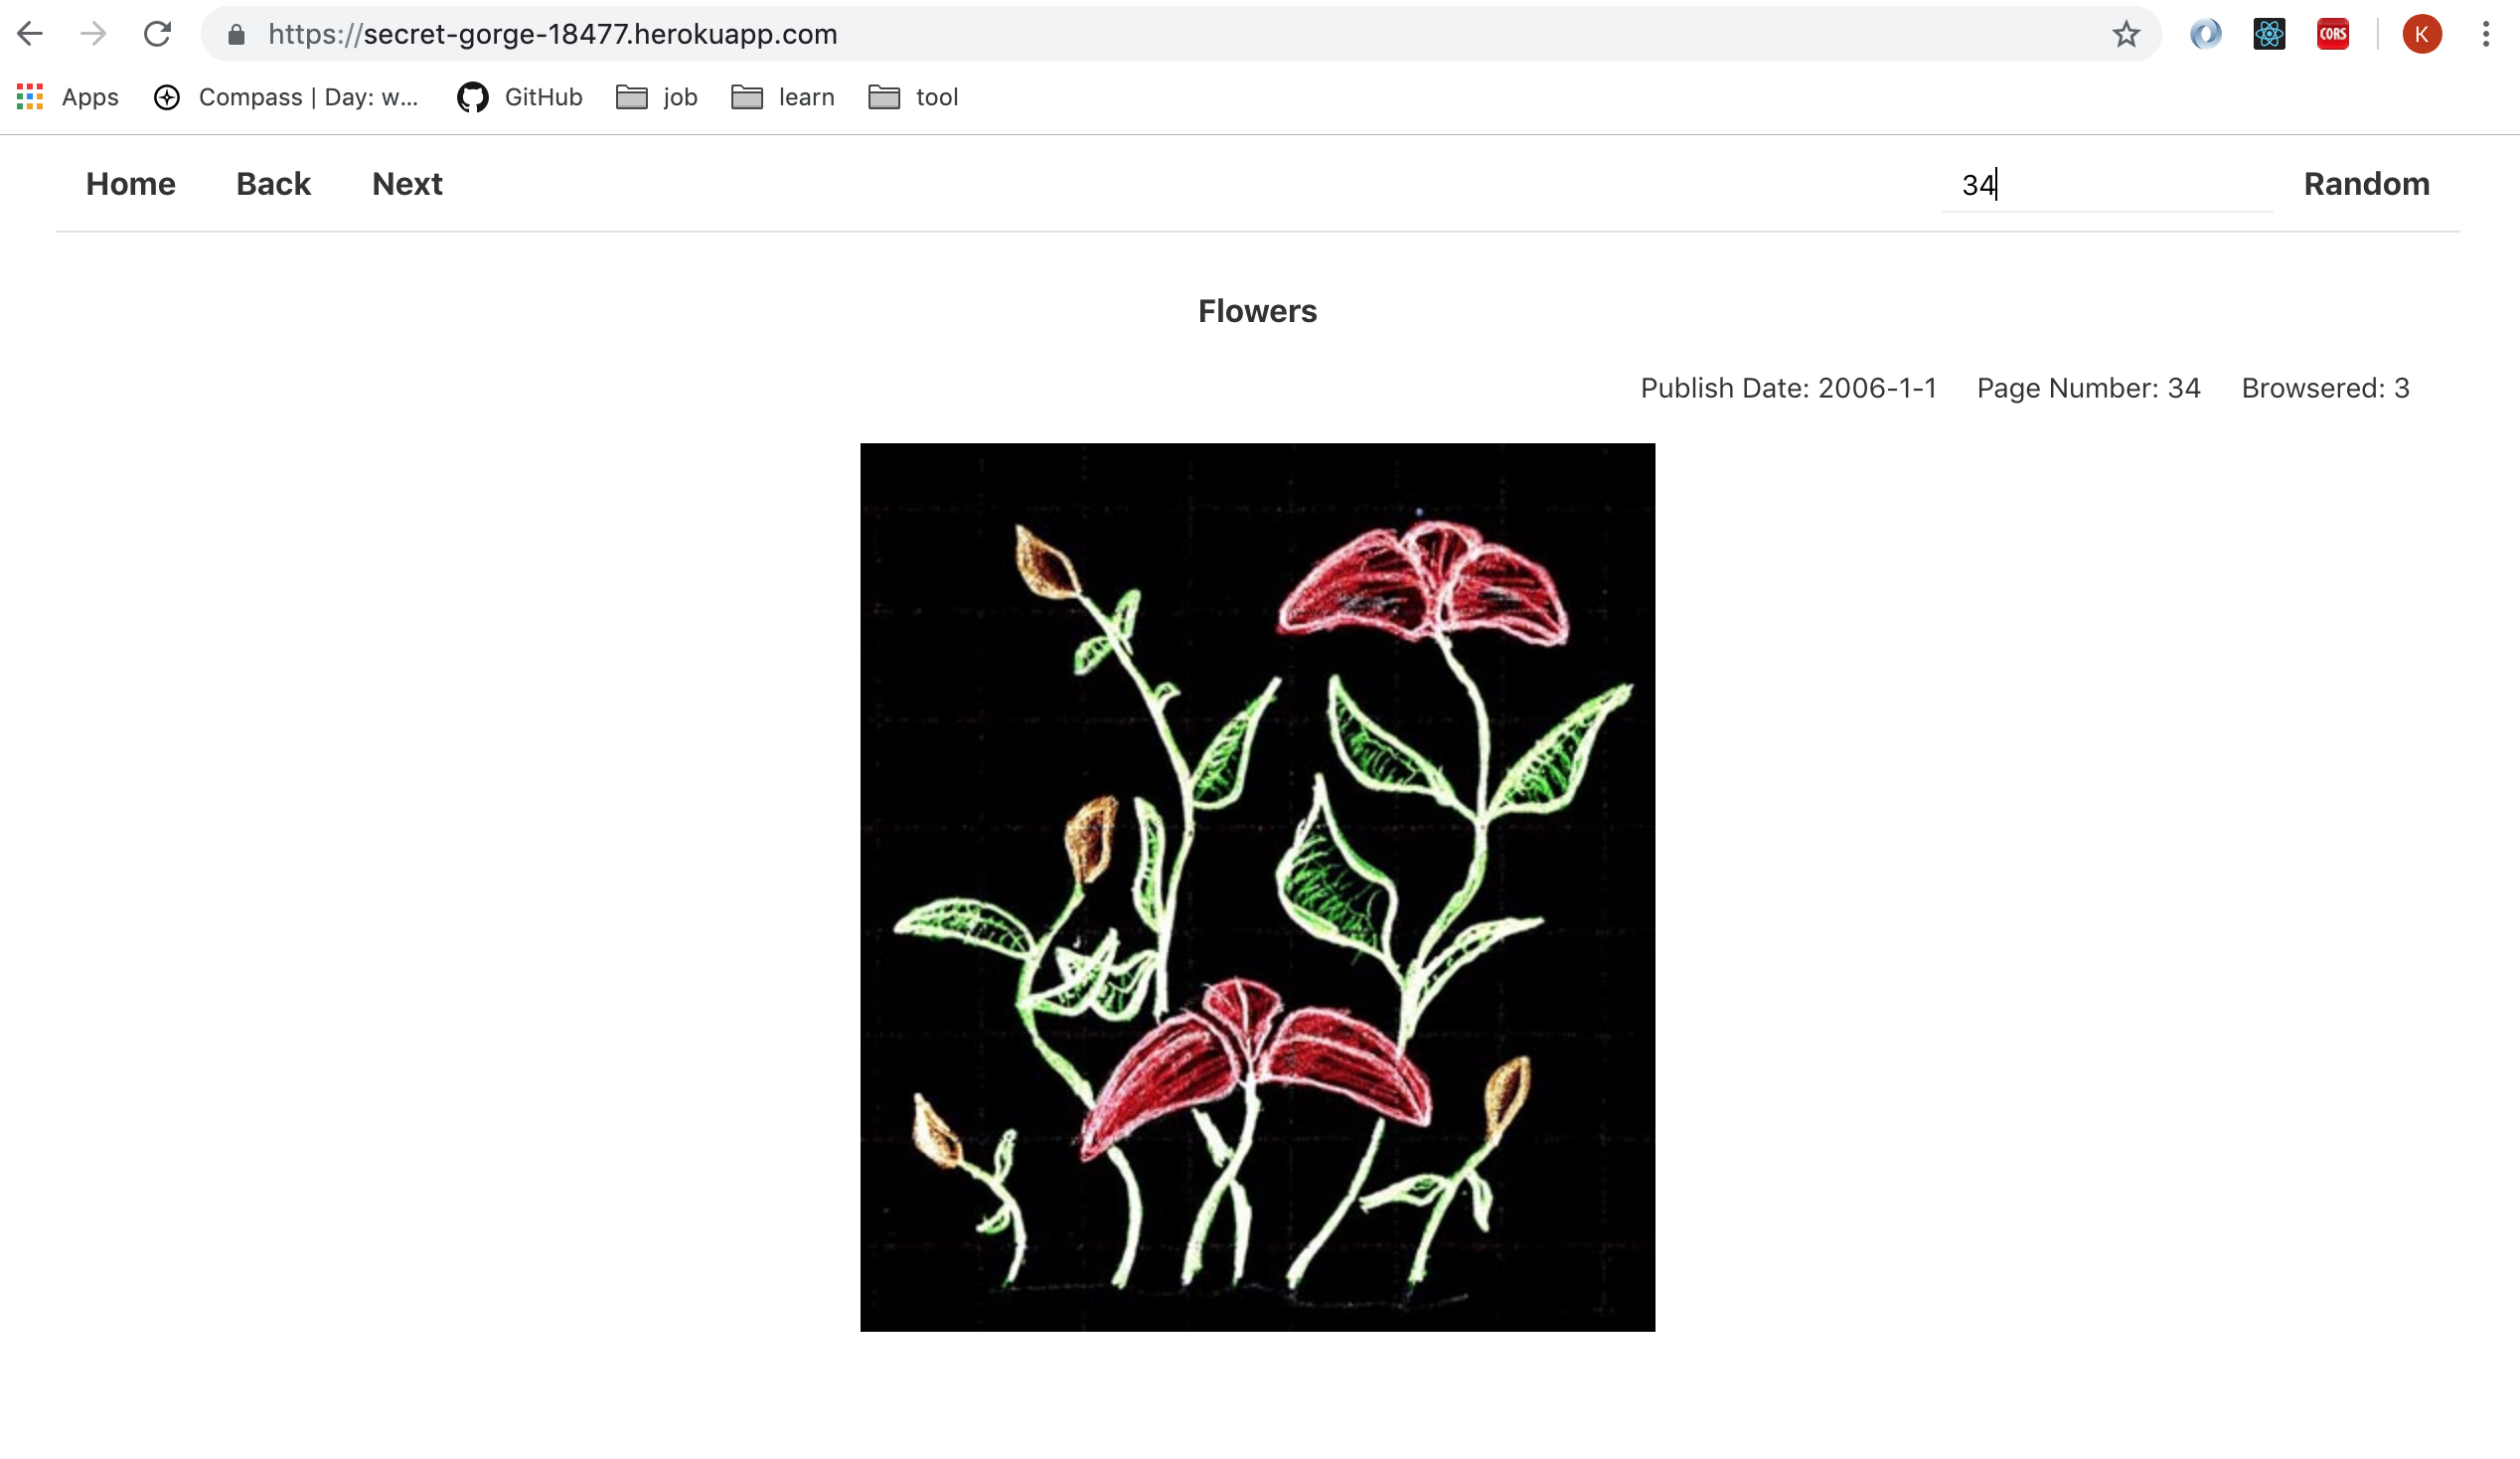 https://secret-gorge-18477.herokuapp.com CORS K
Apps Compass | Day: w... GitHub job learn tool
Home Back Next 34 Random
Flowers
Publish Date: 2006-1-1 Page Number: 34 Browsered: 3